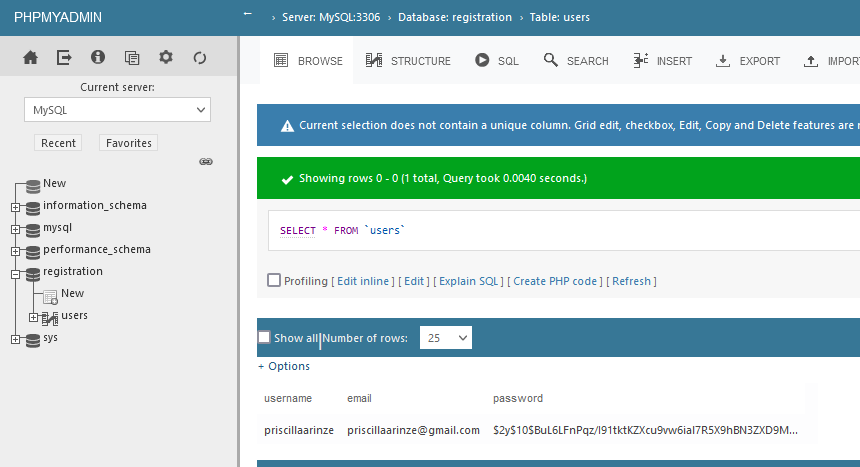 PHPMYADMIN
← › Server: MySQL:3306 › Database: registration › Table: users
Current server:
MySQL
Recent Favorites
New
information_schema
mysql
performance_schema
registration
New
users
sys
BROWSE STRUCTURE SQL SEARCH INSERT EXPORT IMPOR
Current selection does not contain a unique column. Grid edit, checkbox, Edit, Copy and Delete features are n
Showing rows 0 - 0 (1 total, Query took 0.0040 seconds.)
SELECT * FROM `users`
Profiling [ Edit inline ] [ Edit ] [ Explain SQL ] [ Create PHP code ] [ Refresh ]
Show all Number of rows: 25
+ Options
username email password
priscillaarinze priscillaarinze@gmail.com $2y$10$BuL6LFnPqz/I91tktKZXcu9vw6iaI7R5X9hBN3ZXD9M...